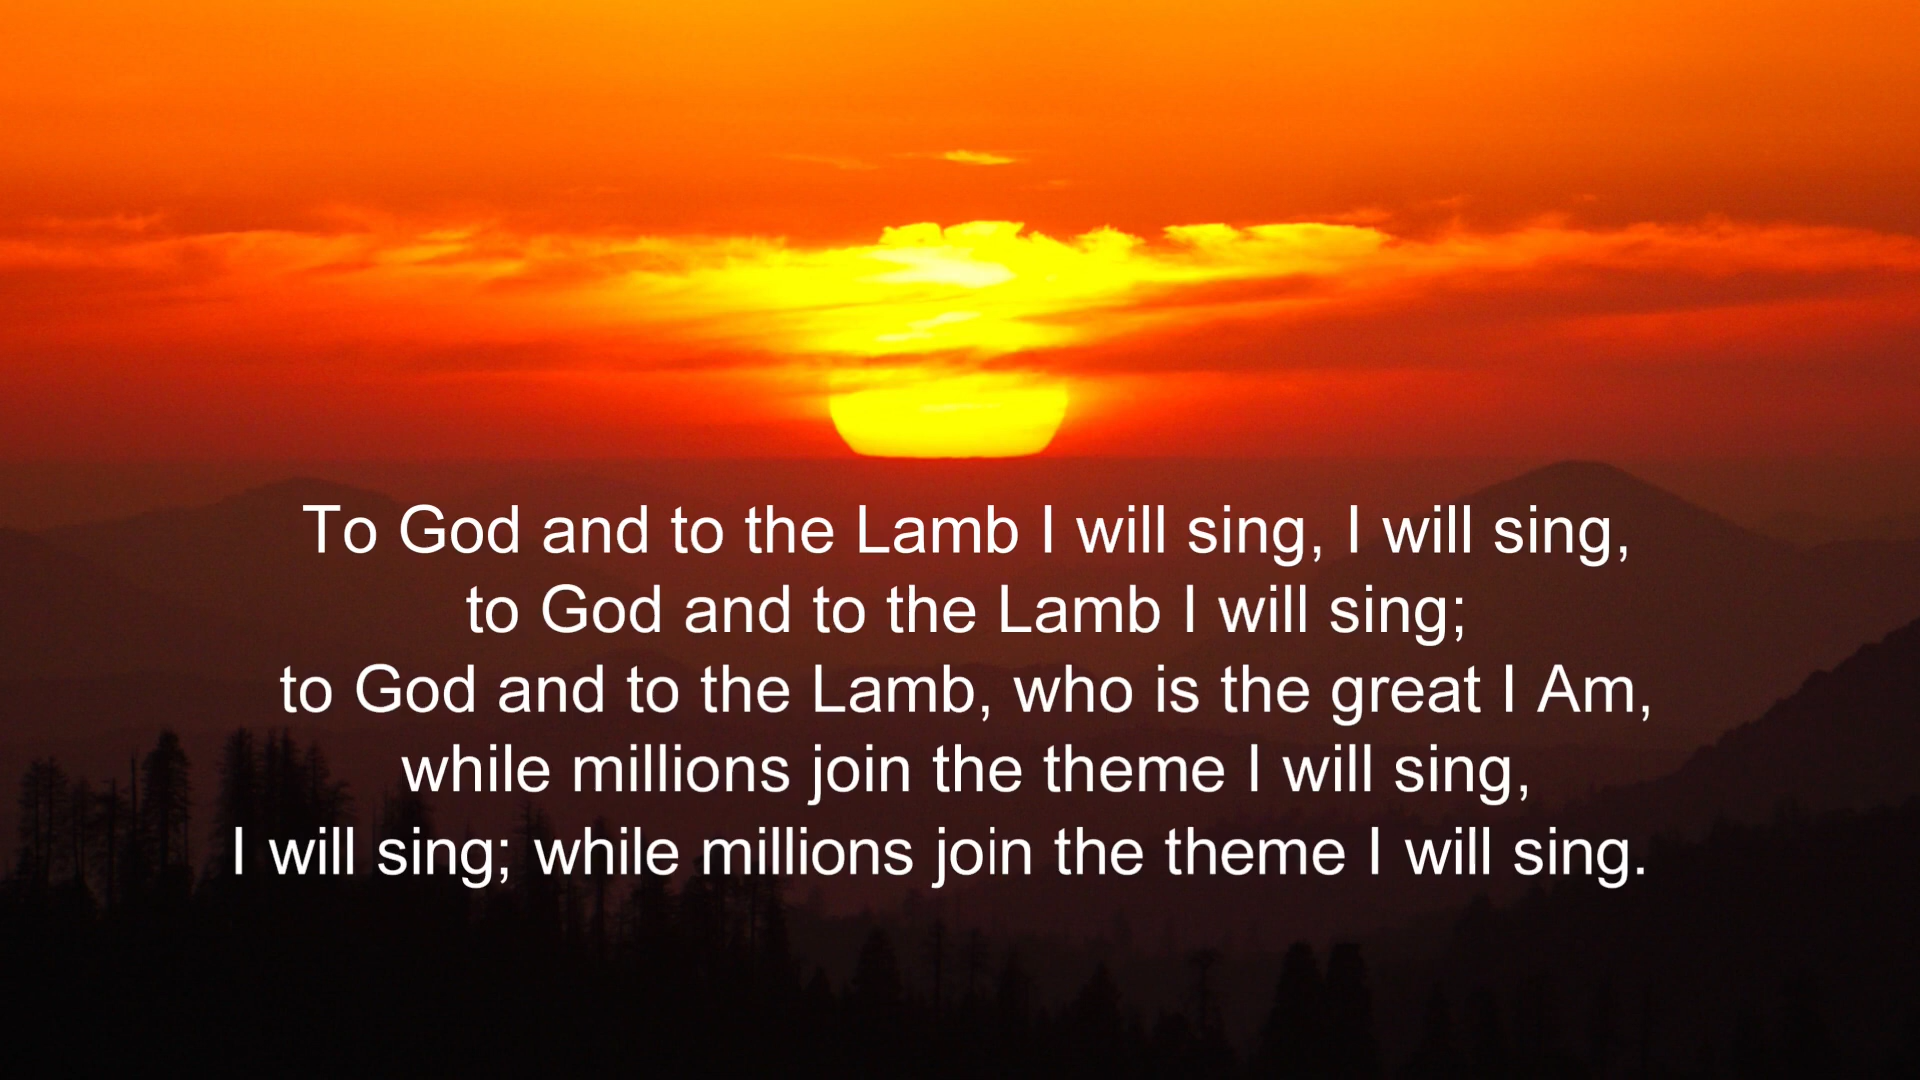 To God and to the Lamb I will sing, I will sing,
to God and to the Lamb I will sing;
to God and to the Lamb, who is the great I Am,
while millions join the theme I will sing,
I will sing; while millions join the theme I will sing.